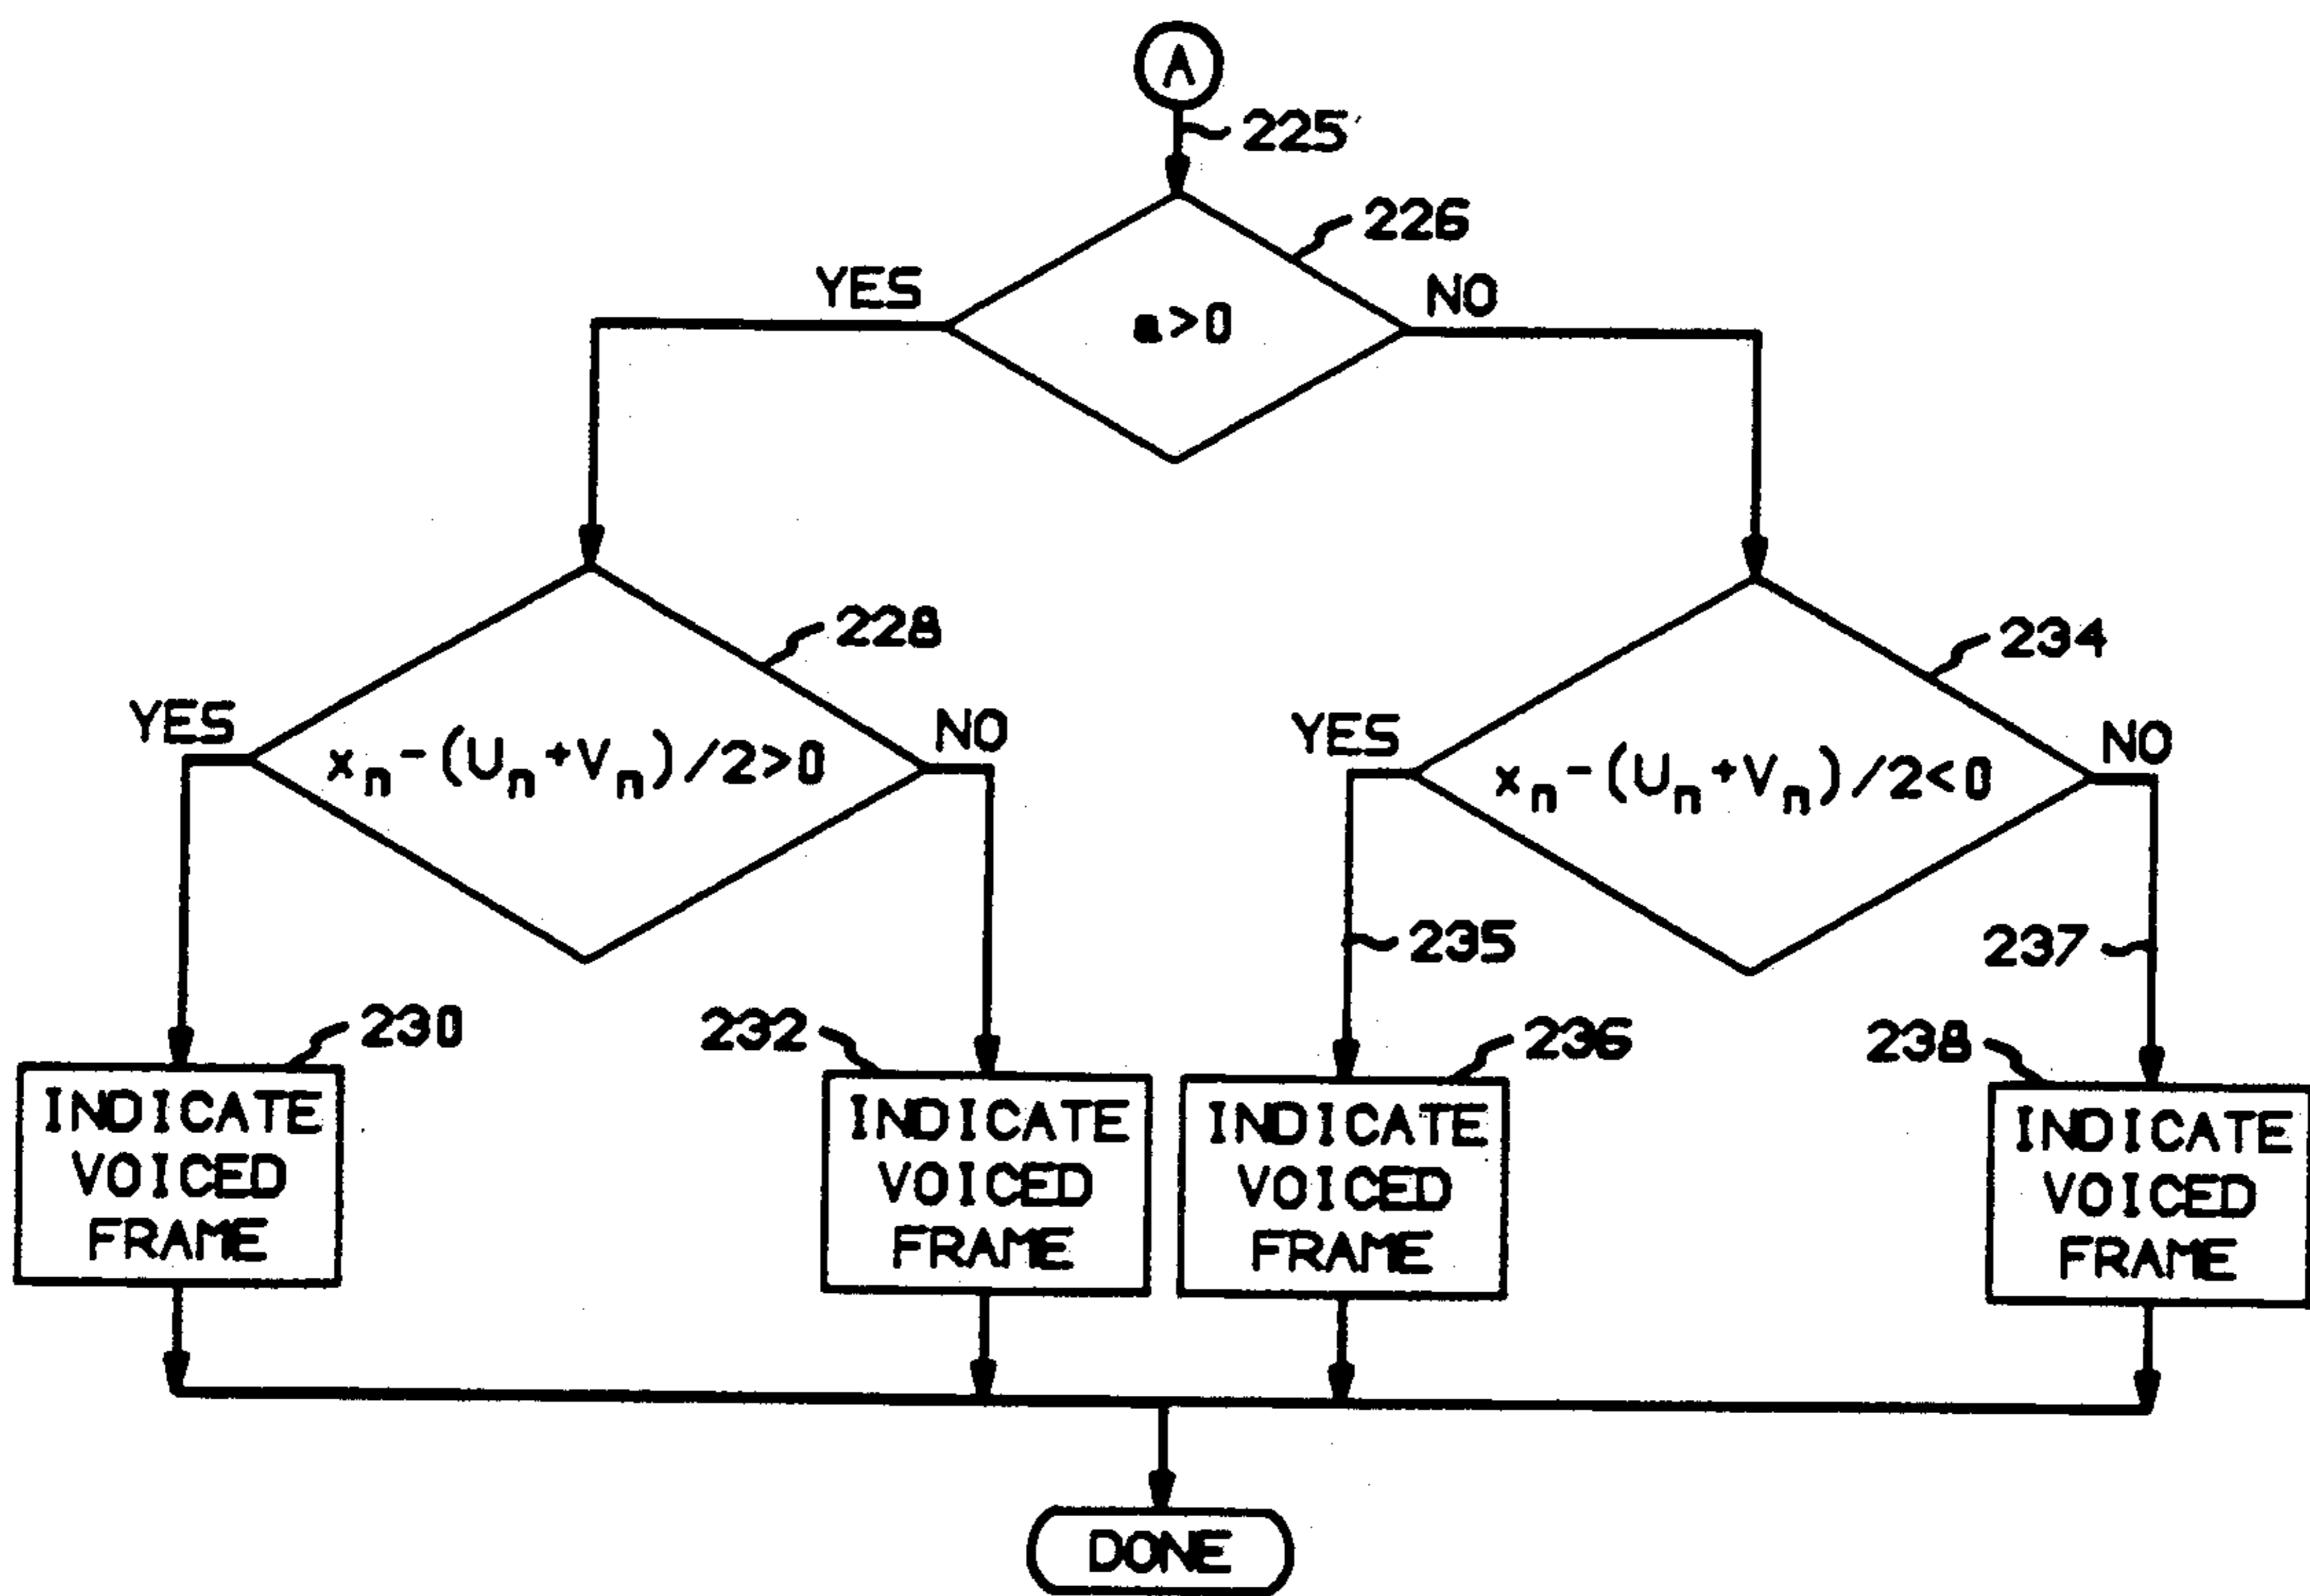 A
225
226
YES
NO
a>0
228
234
YES
NO
YES
NO
xₙ-(Uₙ+Vₙ)/2>0
xₙ-(Uₙ+Vₙ)/2<0
235
237
230
232
236
238
INDICATE
VOICED
FRAME
INDICATE
VOICED
FRAME
INDICATE
VOICED
FRAME
INDICATE
VOICED
FRAME
DONE